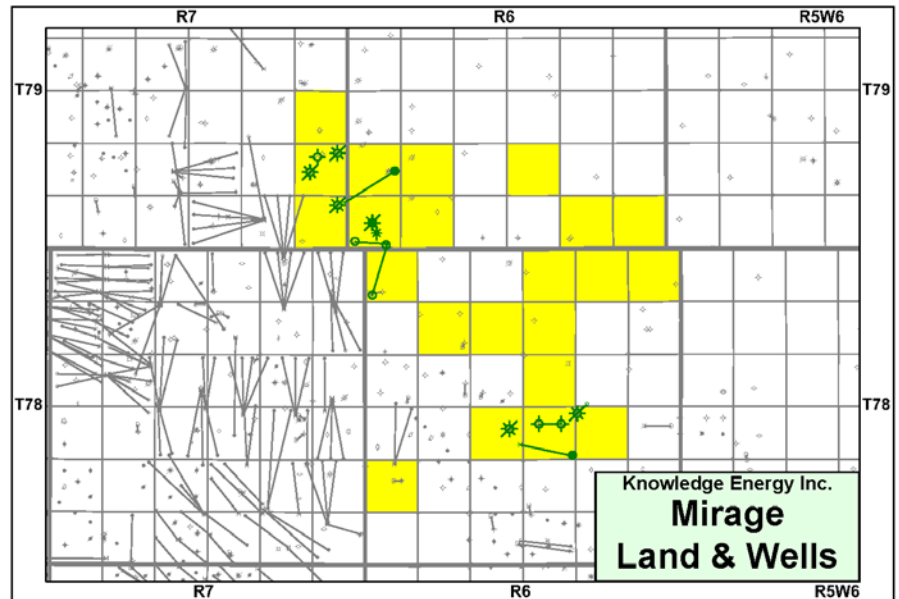 R7 R6 R5W6
T79 T79
T78 T78
Knowledge Energy Inc.
Mirage
Land & Wells
R7 R6 R5W6